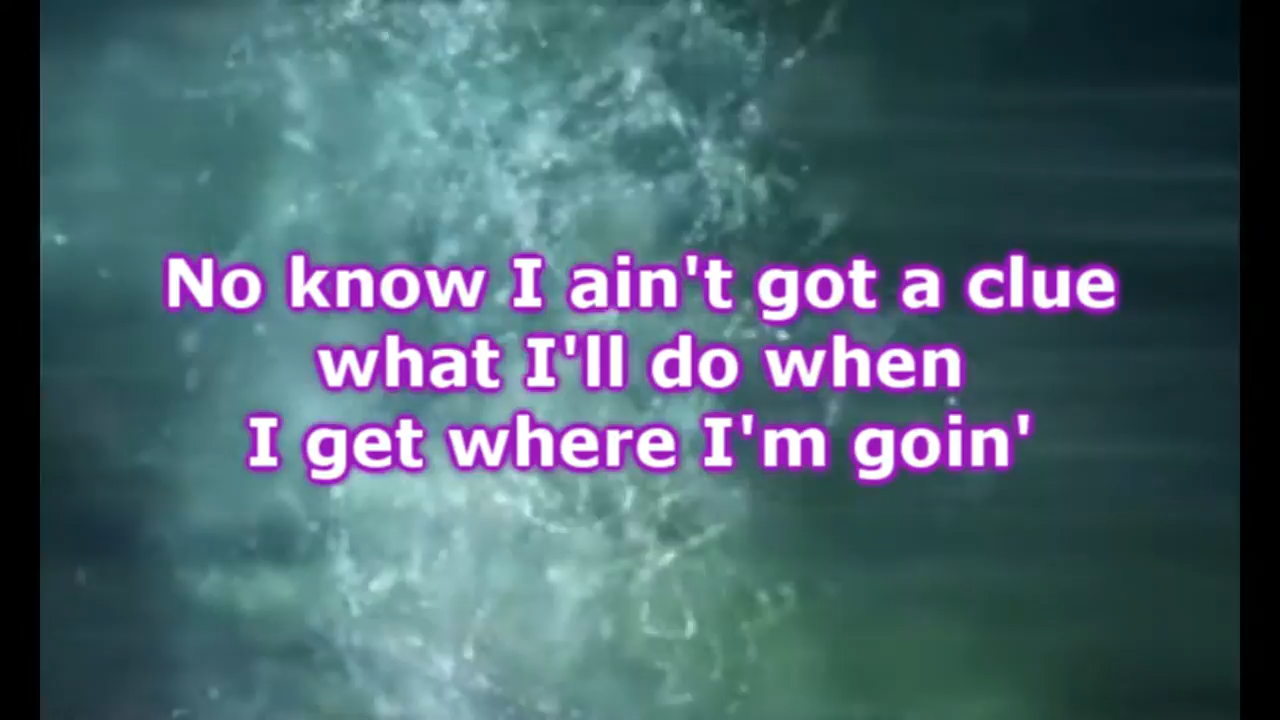 No know I ain't got a clue
what I'll do when
I get where I'm goin'